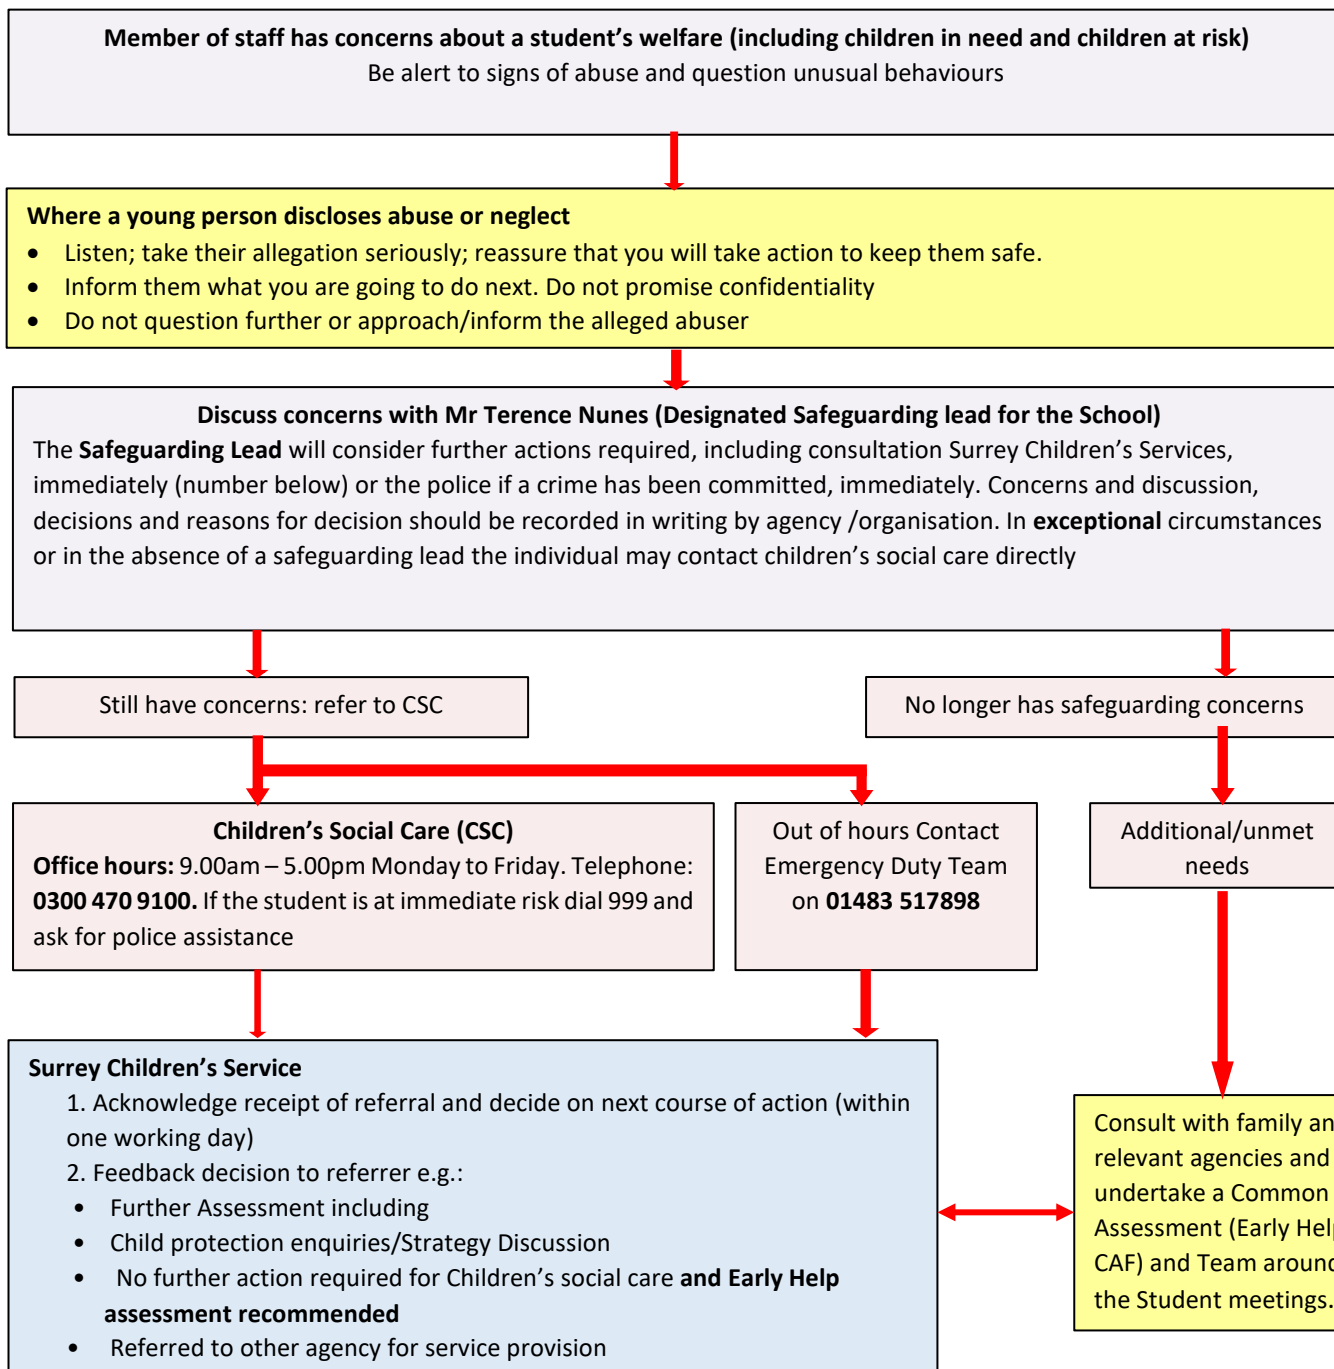 Member of staff has concerns about a student’s welfare (including children in need and children at risk)
Be alert to signs of abuse and question unusual behaviours
Where a young person discloses abuse or neglect
• Listen; take their allegation seriously; reassure that you will take action to keep them safe.
• Inform them what you are going to do next. Do not promise confidentiality
• Do not question further or approach/inform the alleged abuser
Discuss concerns with Mr Terence Nunes (Designated Safeguarding lead for the School)
The Safeguarding Lead will consider further actions required, including consultation Surrey Children’s Services,
immediately (number below) or the police if a crime has been committed, immediately. Concerns and discussion,
decisions and reasons for decision should be recorded in writing by agency /organisation. In exceptional circumstances
or in the absence of a safeguarding lead the individual may contact children’s social care directly
Still have concerns: refer to CSC
No longer has safeguarding concerns
Children’s Social Care (CSC)
Office hours: 9.00am – 5.00pm Monday to Friday. Telephone:
0300 470 9100. If the student is at immediate risk dial 999 and
ask for police assistance
Out of hours Contact
Emergency Duty Team
on 01483 517898
Additional/unmet
needs
Surrey Children’s Service
1. Acknowledge receipt of referral and decide on next course of action (within
one working day)
2. Feedback decision to referrer e.g.:
• Further Assessment including
• Child protection enquiries/Strategy Discussion
• No further action required for Children’s social care and Early Help
assessment recommended
• Referred to other agency for service provision
Consult with family an
relevant agencies and
undertake a Common
Assessment (Early Help
CAF) and Team around
the Student meetings.